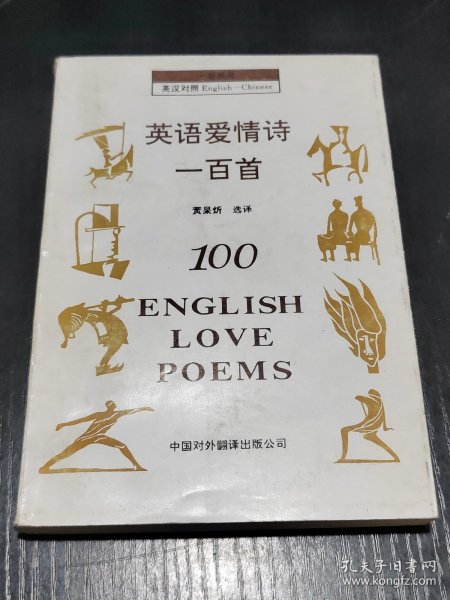 一百丛书
英汉对照 English-Chinese
英语爱情诗
一百首
黄杲炘 选译
100
ENGLISH
LOVE
POEMS
中国对外翻译出版公司
孔夫子旧书网
www.kongfz.com